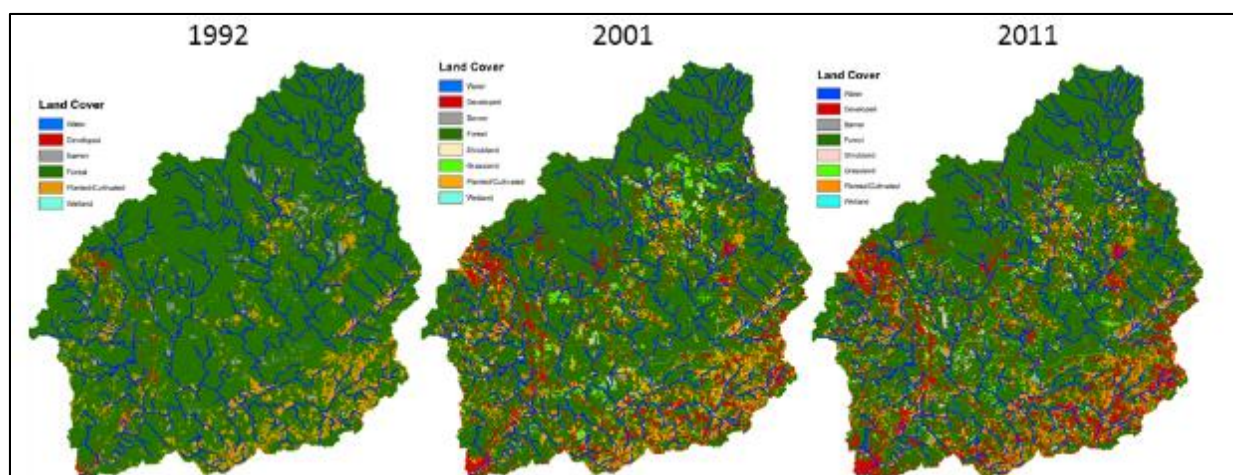 1992
2001
2011
Land Cover
Water
Developed
Barren
Forest
Planted/Cultivated
Wetland
Land Cover
Water
Developed
Barren
Forest
Shrubland
Grassland
Planted/Cultivated
Wetland
Land Cover
Water
Developed
Barren
Forest
Shrubland
Grassland
Planted/Cultivated
Wetland